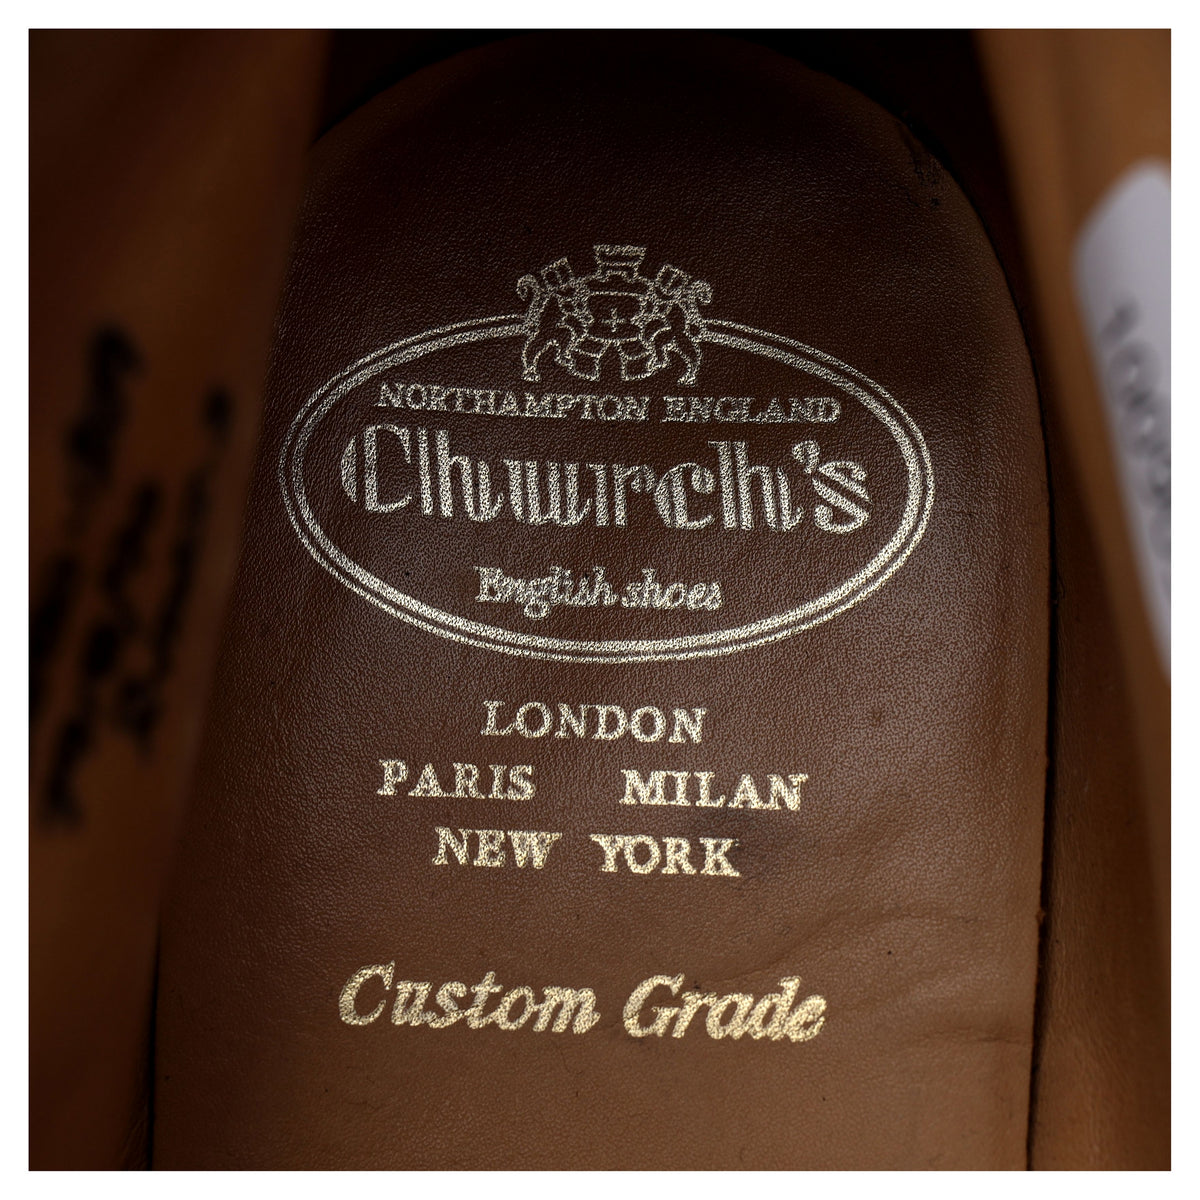 NORTHAMPTON ENGLAND
Church's
English shoes
LONDON
PARIS MILAN
NEW YORK
Custom Grade